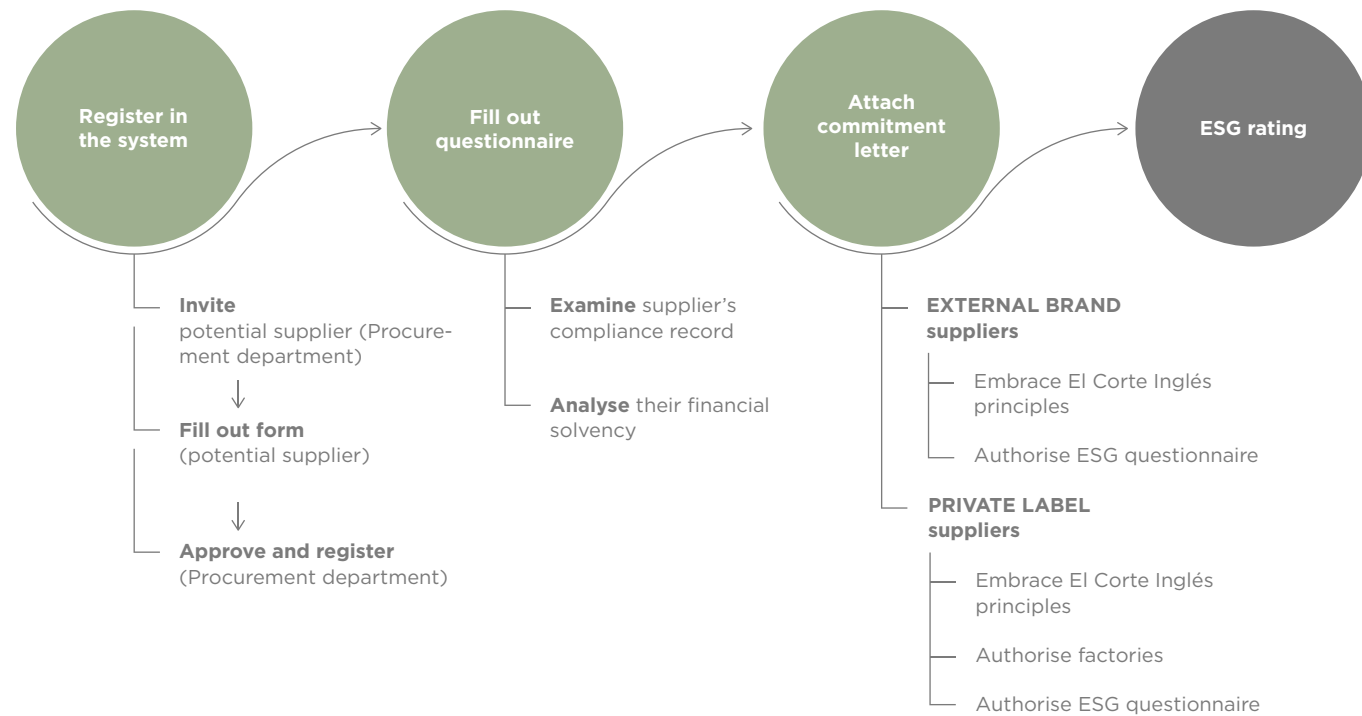 Register in
the system
Fill out
questionnaire
Attach
commitment
letter
ESG rating
Invite
potential supplier (Procure-
ment department)
Fill out form
(potential supplier)
Approve and register
(Procurement department)
Examine supplier's
compliance record
Analyse their financial
solvency
EXTERNAL BRAND
suppliers
Embrace El Corte Inglés
principles
Authorise ESG questionnaire
PRIVATE LABEL
suppliers
Embrace El Corte Inglés
principles
Authorise factories
Authorise ESG questionnaire